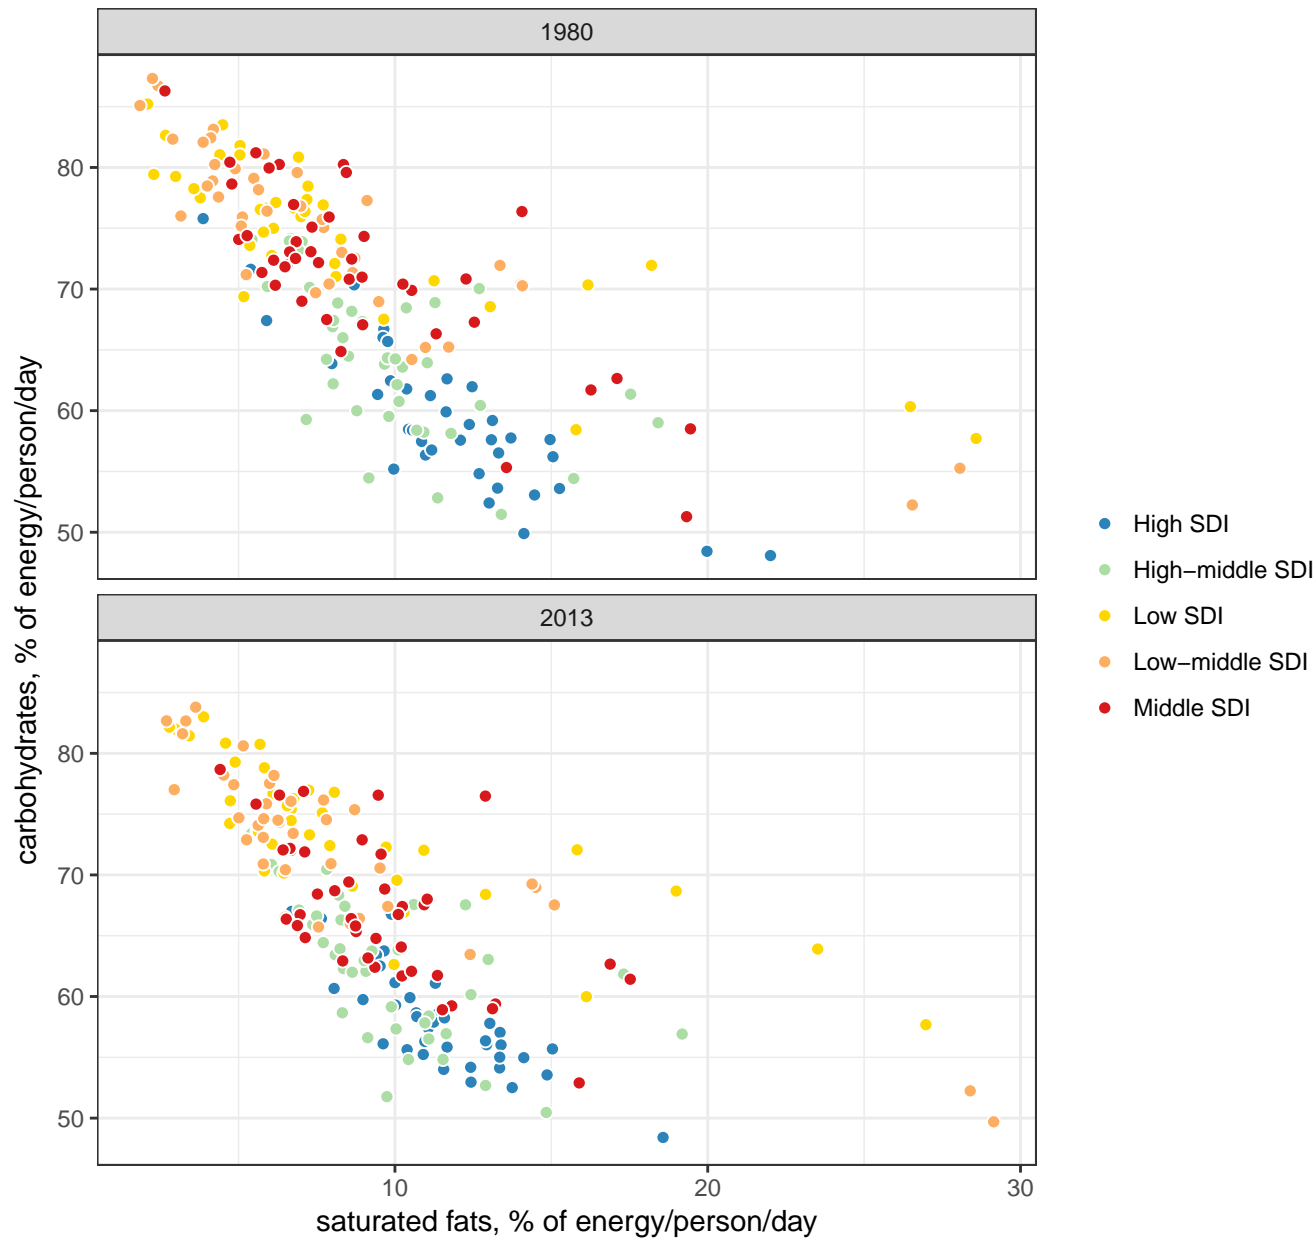 1980
80
70
60
50
2013
80
70
60
50
10
20
30
saturated fats, % of energy/person/day
carbohydrates, % of energy/person/day
High SDI
High−middle SDI
Low SDI
Low−middle SDI
Middle SDI